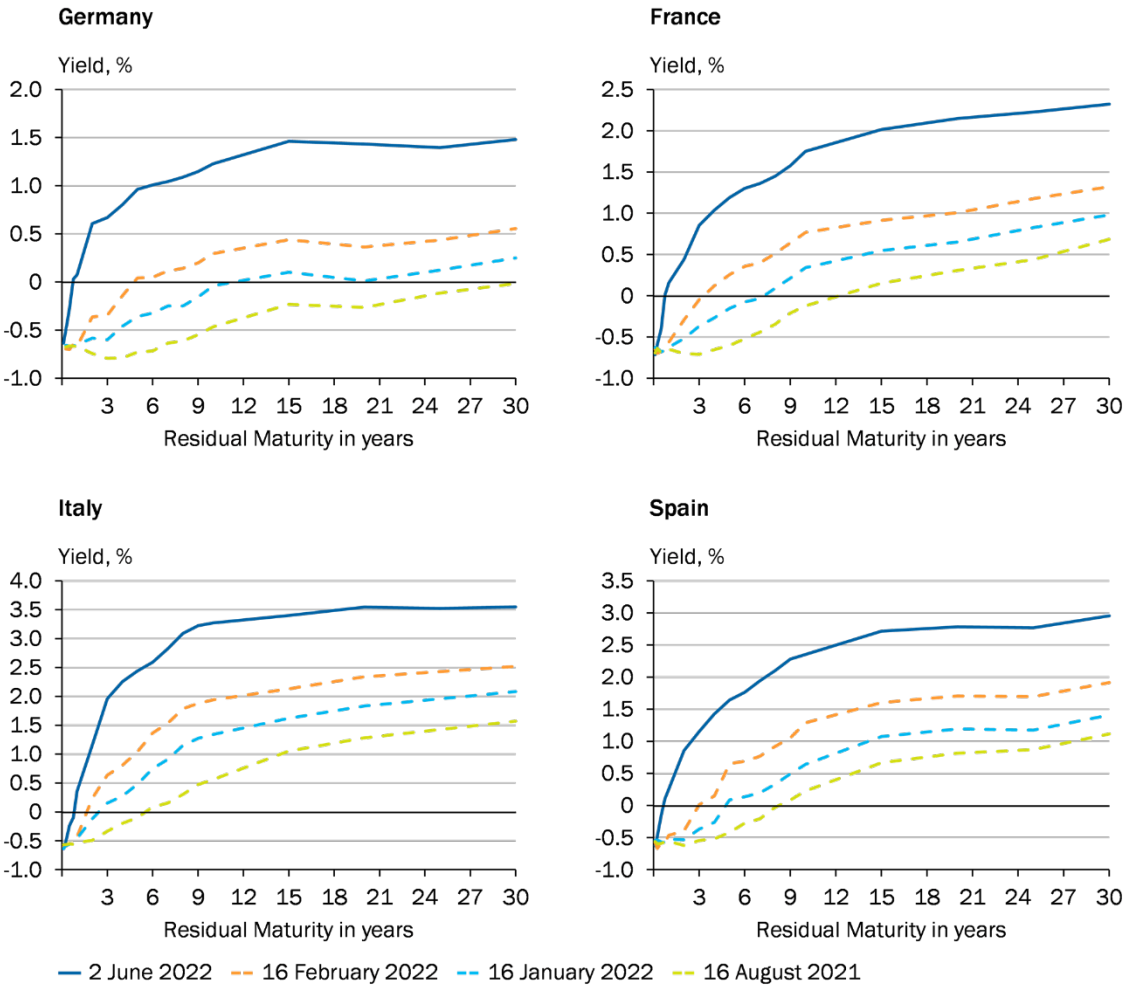 Germany
Yield, %
2.0
1.5
1.0
0.5
0
-0.5
-1.0
3 6 9 12 15 18 21 24 27 30
Residual Maturity in years
France
Yield, %
2.5
2.0
1.5
1.0
0.5
0
-0.5
-1.0
3 6 9 12 15 18 21 24 27 30
Residual Maturity in years
Italy
Yield, %
4.0
3.5
3.0
2.5
2.0
1.5
1.0
0.5
0
-0.5
-1.0
3 6 9 12 15 18 21 24 27 30
Residual Maturity in years
Spain
Yield, %
3.5
3.0
2.5
2.0
1.5
1.0
0.5
0
-0.5
-1.0
3 6 9 12 15 18 21 24 27 30
Residual Maturity in years
2 June 2022 16 February 2022 16 January 2022 16 August 2021